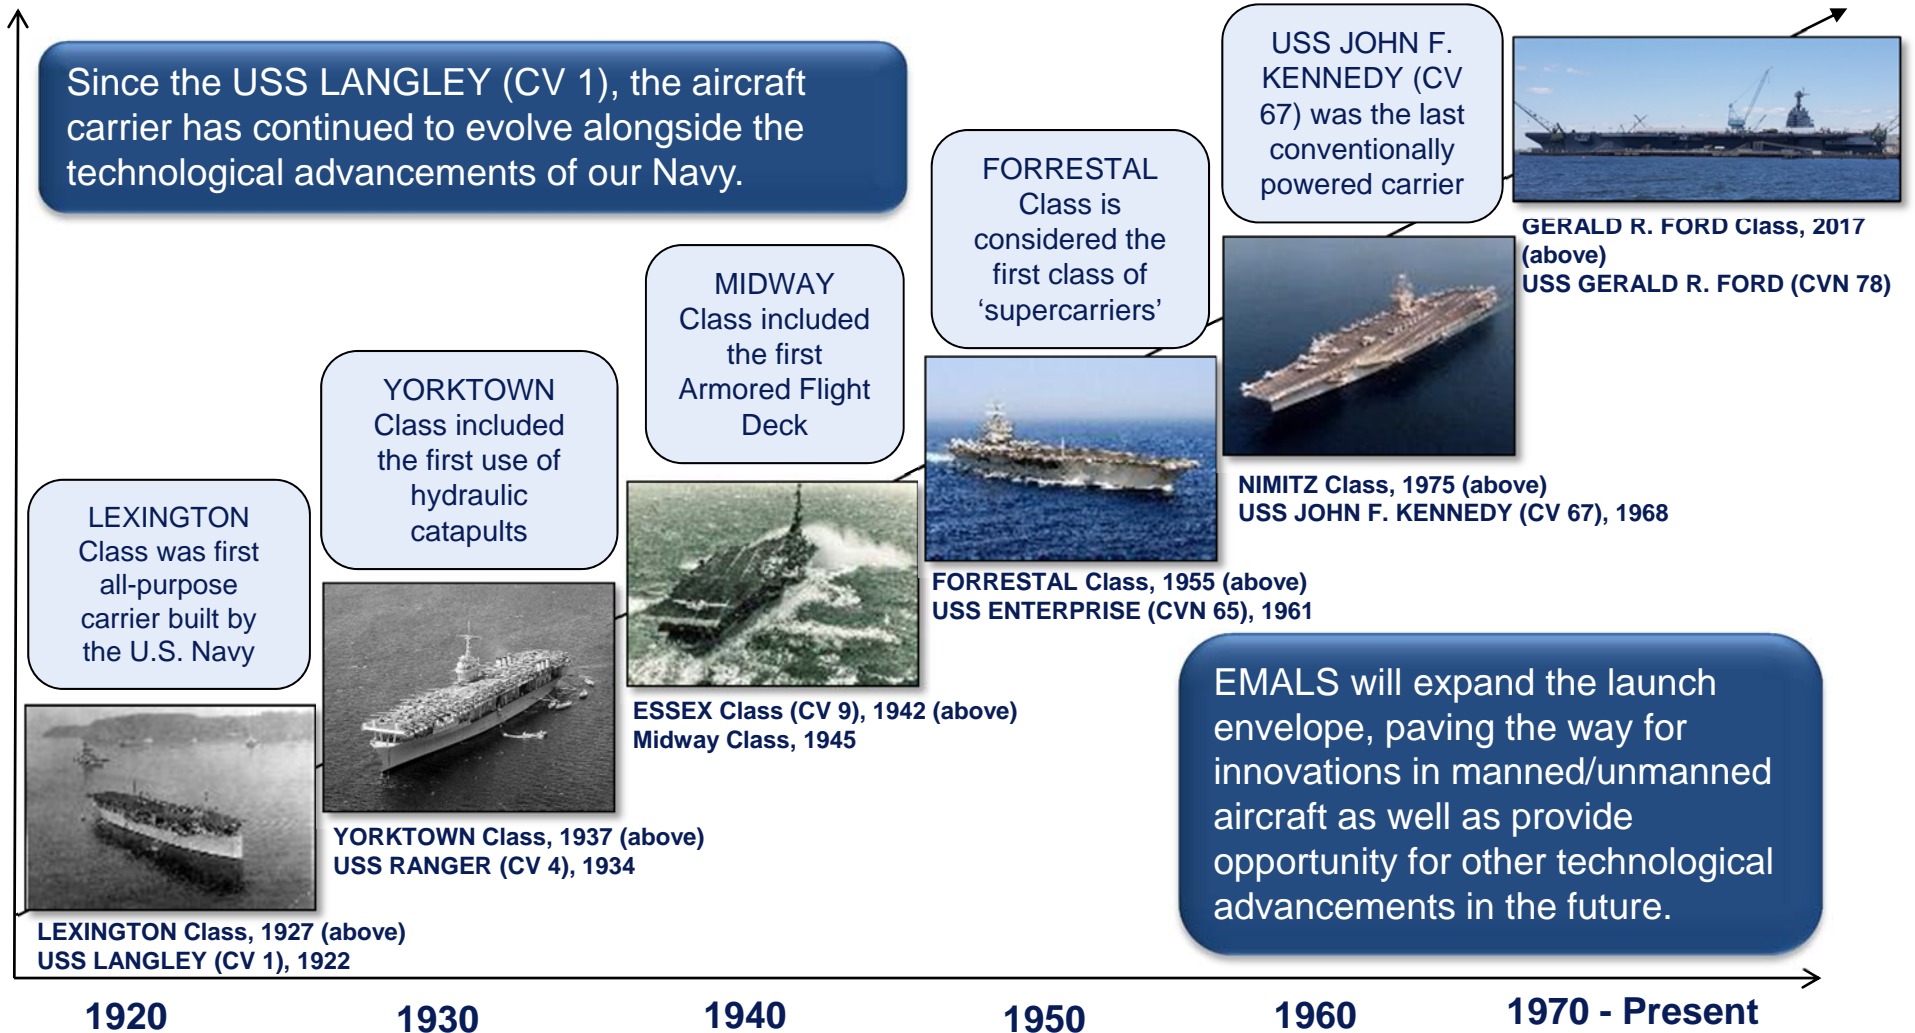 Since the USS LANGLEY (CV 1), the aircraft
carrier has continued to evolve alongside the
technological advancements of our Navy.
LEXINGTON
Class was first
all-purpose
carrier built by
the U.S. Navy
LEXINGTON Class, 1927 (above)
USS LANGLEY (CV 1), 1922
YORKTOWN
Class included
the first use of
hydraulic
catapults
YORKTOWN Class, 1937 (above)
USS RANGER (CV 4), 1934
MIDWAY
Class included
the first
Armored Flight
Deck
ESSEX Class (CV 9), 1942 (above)
Midway Class, 1945
FORRESTAL
Class is
considered the
first class of
‘supercarriers’
FORRESTAL Class, 1955 (above)
USS ENTERPRISE (CVN 65), 1961
USS JOHN F.
KENNEDY (CV
67) was the last
conventionally
powered carrier
NIMITZ Class, 1975 (above)
USS JOHN F. KENNEDY (CV 67), 1968
GERALD R. FORD Class, 2017
(above)
USS GERALD R. FORD (CVN 78)
EMALS will expand the launch
envelope, paving the way for
innovations in manned/unmanned
aircraft as well as provide
opportunity for other technological
advancements in the future.
1920
1930
1940
1950
1960
1970 - Present